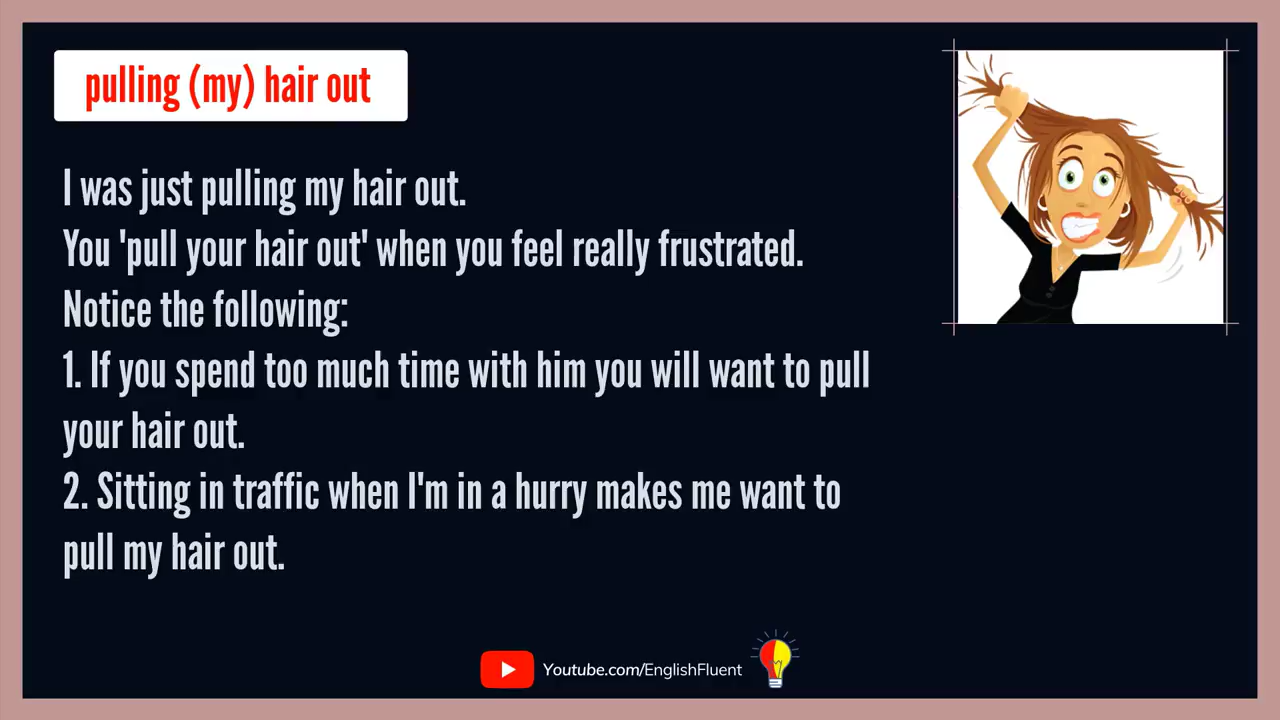 pulling (my) hair out
I was just pulling my hair out.
You 'pull your hair out' when you feel really frustrated.
Notice the following:
1. If you spend too much time with him you will want to pull
your hair out.
2. Sitting in traffic when I'm in a hurry makes me want to
pull my hair out.
Youtube.com/EnglishFluent